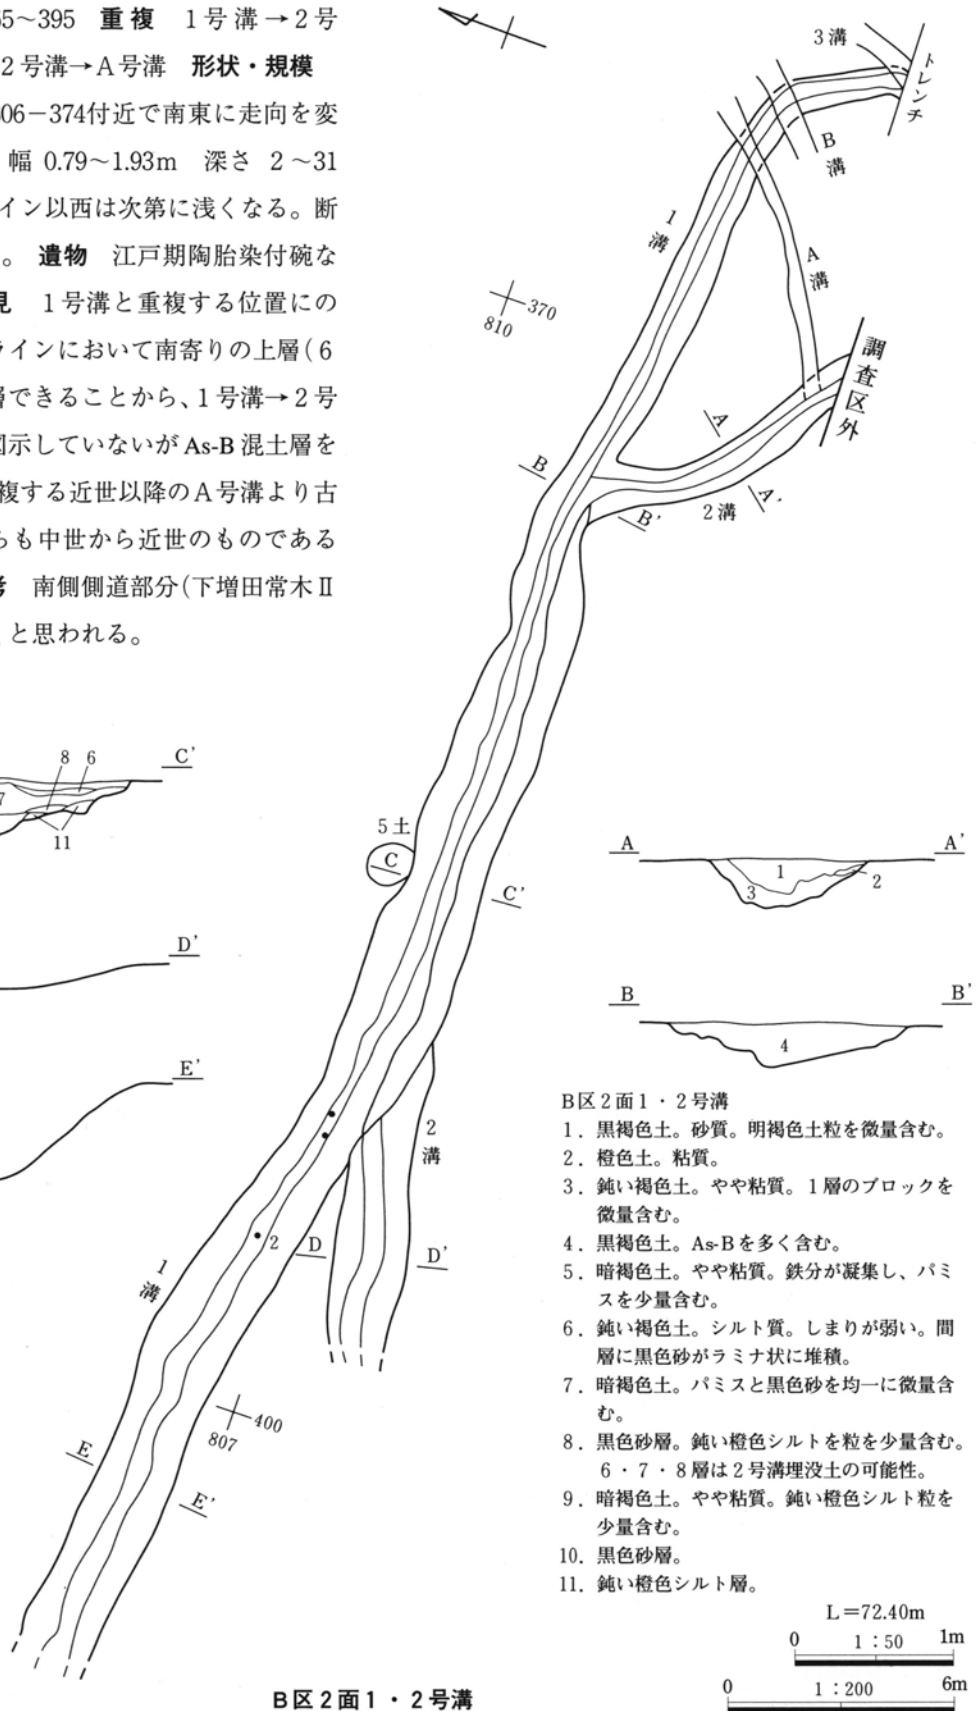 65～395　重複　1号溝→2号
2号溝→A号溝　形状・規模
806－374付近で南東に走向を変
幅 0.79～1.93m　深さ 2～31
イン以西は次第に浅くなる。断
。　遺物　江戸期陶胎染付碗な
見　1号溝と重複する位置にの
ラインにおいて南寄りの上層(6
層できることから、1号溝→2号
図示していないがAs-B混土層を
複する近世以降のA号溝より古
らも中世から近世のものである
考　南側側道部分(下増田常木Ⅱ
と思われる。
3溝
トレンチ
B溝
1溝
A溝
370
810
調査区外
A
B
A'
2溝
B'
8 6
C'
7
11
5土
C
C'
A
A'
1
2
3
D'
B
B'
4
E'
2溝
2
D
D'
1溝
400
807
E
E'
B区2面1・2号溝
1．黒褐色土。砂質。明褐色土粒を微量含む。
2．橙色土。粘質。
3．鈍い褐色土。やや粘質。1層のブロックを
微量含む。
4．黒褐色土。As-Bを多く含む。
5．暗褐色土。やや粘質。鉄分が凝集し、パミ
スを少量含む。
6．鈍い褐色土。シルト質。しまりが弱い。間
層に黒色砂がラミナ状に堆積。
7．暗褐色土。パミスと黒色砂を均一に微量含
む。
8．黒色砂層。鈍い橙色シルトを粒を少量含む。
6・7・8層は2号溝埋没土の可能性。
9．暗褐色土。やや粘質。鈍い橙色シルト粒を
少量含む。
10．黒色砂層。
11．鈍い橙色シルト層。
L＝72.40m
0 1：50 1m
0 1：200 6m
B区2面1・2号溝